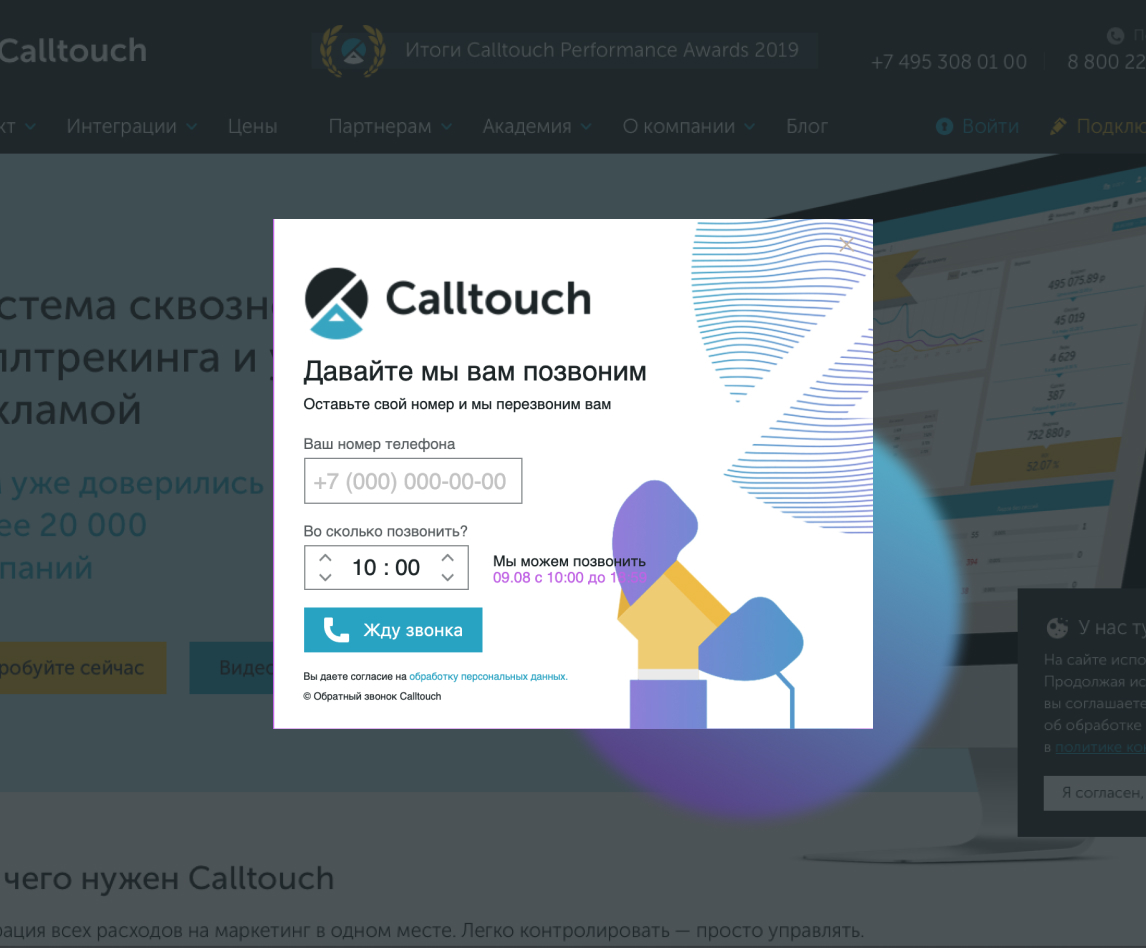 Calltouch
Итоги Calltouch Performance Awards 2019
+7 495 308 01 00
8 800 22
Интеграции
Цены
Партнерам
Академия
О компании
Блог
Войти
Подклю
стема сквозн
ллтрекинга и у
кламой
уже доверились
ее 20 000
паний
робуйте сейчас
Видео
Calltouch
Давайте мы вам позвоним
Оставьте свой номер и мы перезвоним вам
Ваш номер телефона
+7 (000) 000-00-00
Во сколько позвонить?
10 : 00
Мы можем позвонить
09.08 с 10:00 до
Жду звонка
Вы даете согласие на обработку персональных данных.
© Обратный звонок Calltouch
495 075.89 р
45 019
4 629
387
752 880 р
52.07 %
У нас ту
На сайте испо
Продолжая ис
вы соглашаете
об обработке
в политике ко
Я согласен,
чего нужен Calltouch
рация всех расходов на маркетинг в одном месте. Легко контролировать — просто управлять.